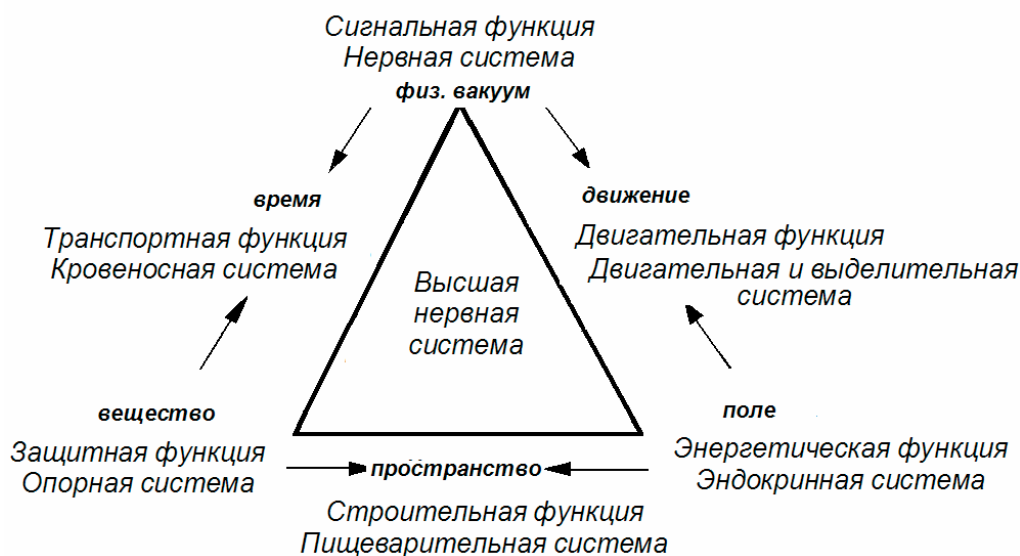 Сигнальная функция
Нервная система
физ. вакуум
время
движение
Транспортная функция
Кровеносная система
Двигательная функция
Двигательная и выделительная
система
Высшая
нервная
система
вещество
поле
Защитная функция
Опорная система
пространство
Энергетическая функция
Эндокринная система
Строительная функция
Пищеварительная система